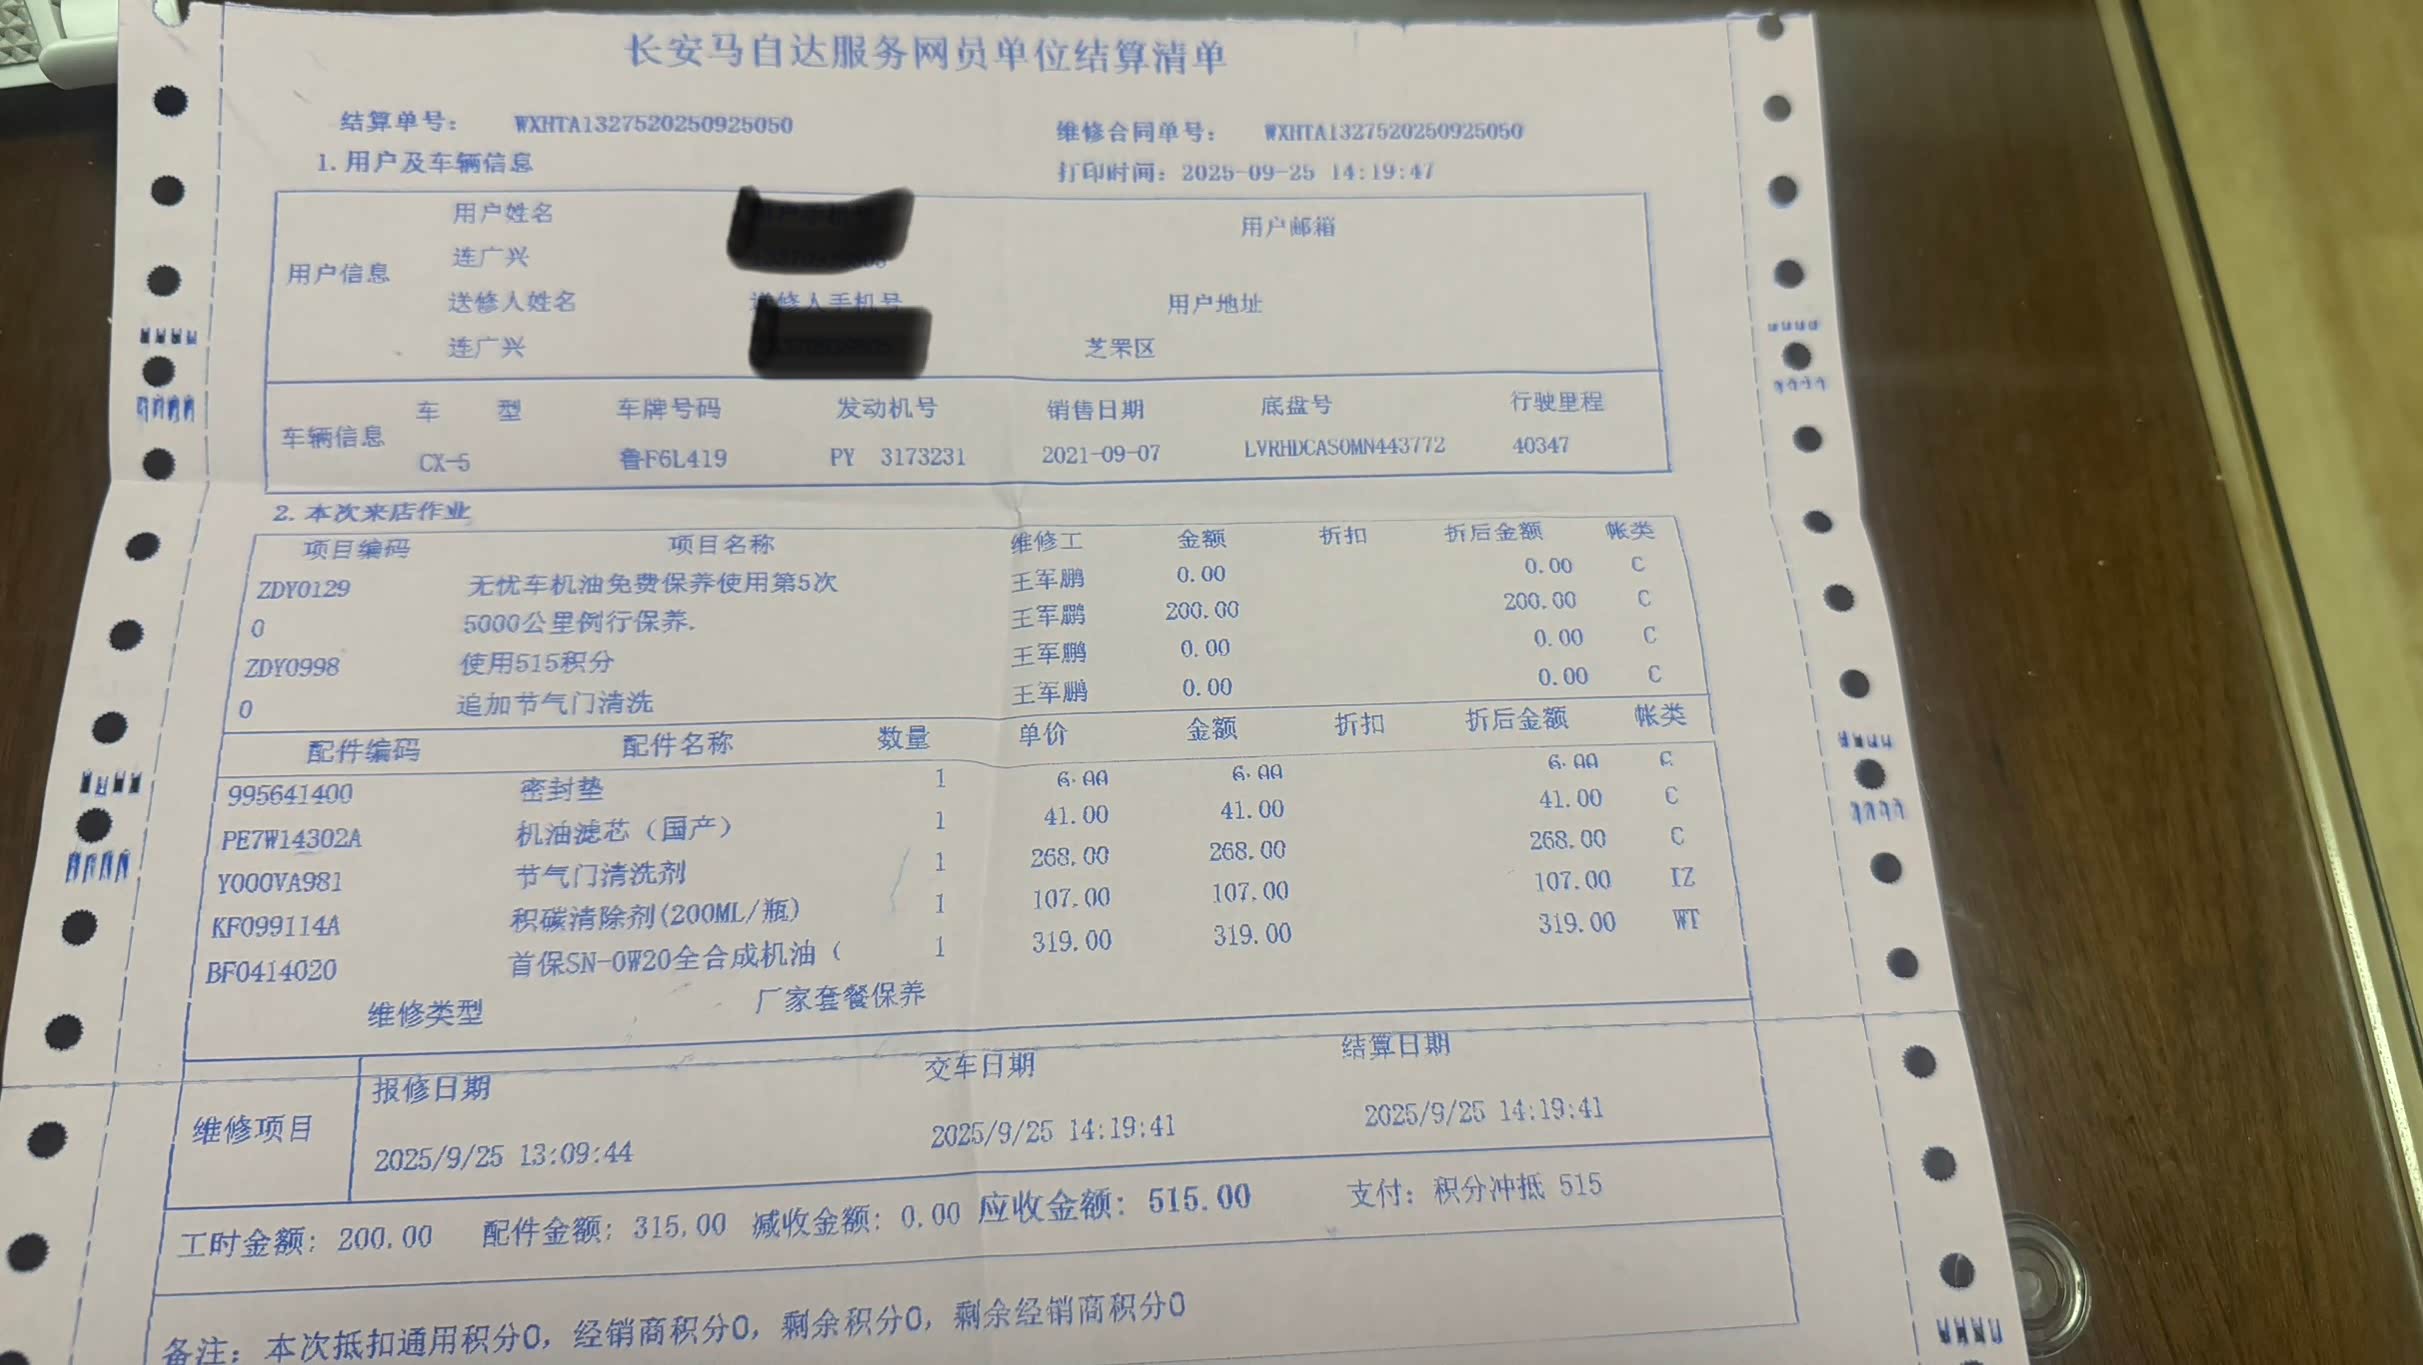 长安马自达服务网员单位结算清单
结算单号： WXHTA1327520250925050 维修合同单号： WXHTA1327520250925050
1.用户及车辆信息 打印时间：2025-09-25 14:19:47
用户姓名 用户邮箱
用户信息
连广兴
送修人姓名 送修人手机号 用户地址
连广兴 芝罘区
车辆信息
车 型 车牌号码 发动机号 销售日期 底盘号 行驶里程
CX-5 鲁F6L419 PY 3173231 2021-09-07 LVRHDCAS0MN443772 40347
2.本次来店作业
项目编码 项目名称 维修工 金额 折扣 折后金额 帐类
ZDY0129 无忧车机油免费保养使用第5次 王军鹏 0.00 0.00 C
0 5000公里例行保养. 王军鹏 200.00 200.00 C
ZDY0998 使用515积分 王军鹏 0.00 0.00 C
0 追加节气门清洗 王军鹏 0.00 0.00 C
配件编码 配件名称 数量 单价 金额 折扣 折后金额 帐类
995641400 密封垫 1 6.00 6.00 6.00 C
PE7W14302A 机油滤芯（国产） 1 41.00 41.00 41.00 C
Y000VA981 节气门清洗剂 1 268.00 268.00 268.00 C
KF099114A 积碳清除剂(200ML/瓶) 1 107.00 107.00 107.00 IZ
BF0414020 首保SN-0W20全合成机油（ 1 319.00 319.00 319.00 WT
维修类型 厂家套餐保养
维修项目
报修日期 交车日期 结算日期
2025/9/25 13:09:44 2025/9/25 14:19:41 2025/9/25 14:19:41
工时金额：200.00 配件金额：315.00 减收金额：0.00 应收金额：515.00 支付：积分冲抵 515
备注：本次抵扣通用积分0，经销商积分0，剩余积分0，剩余经销商积分0